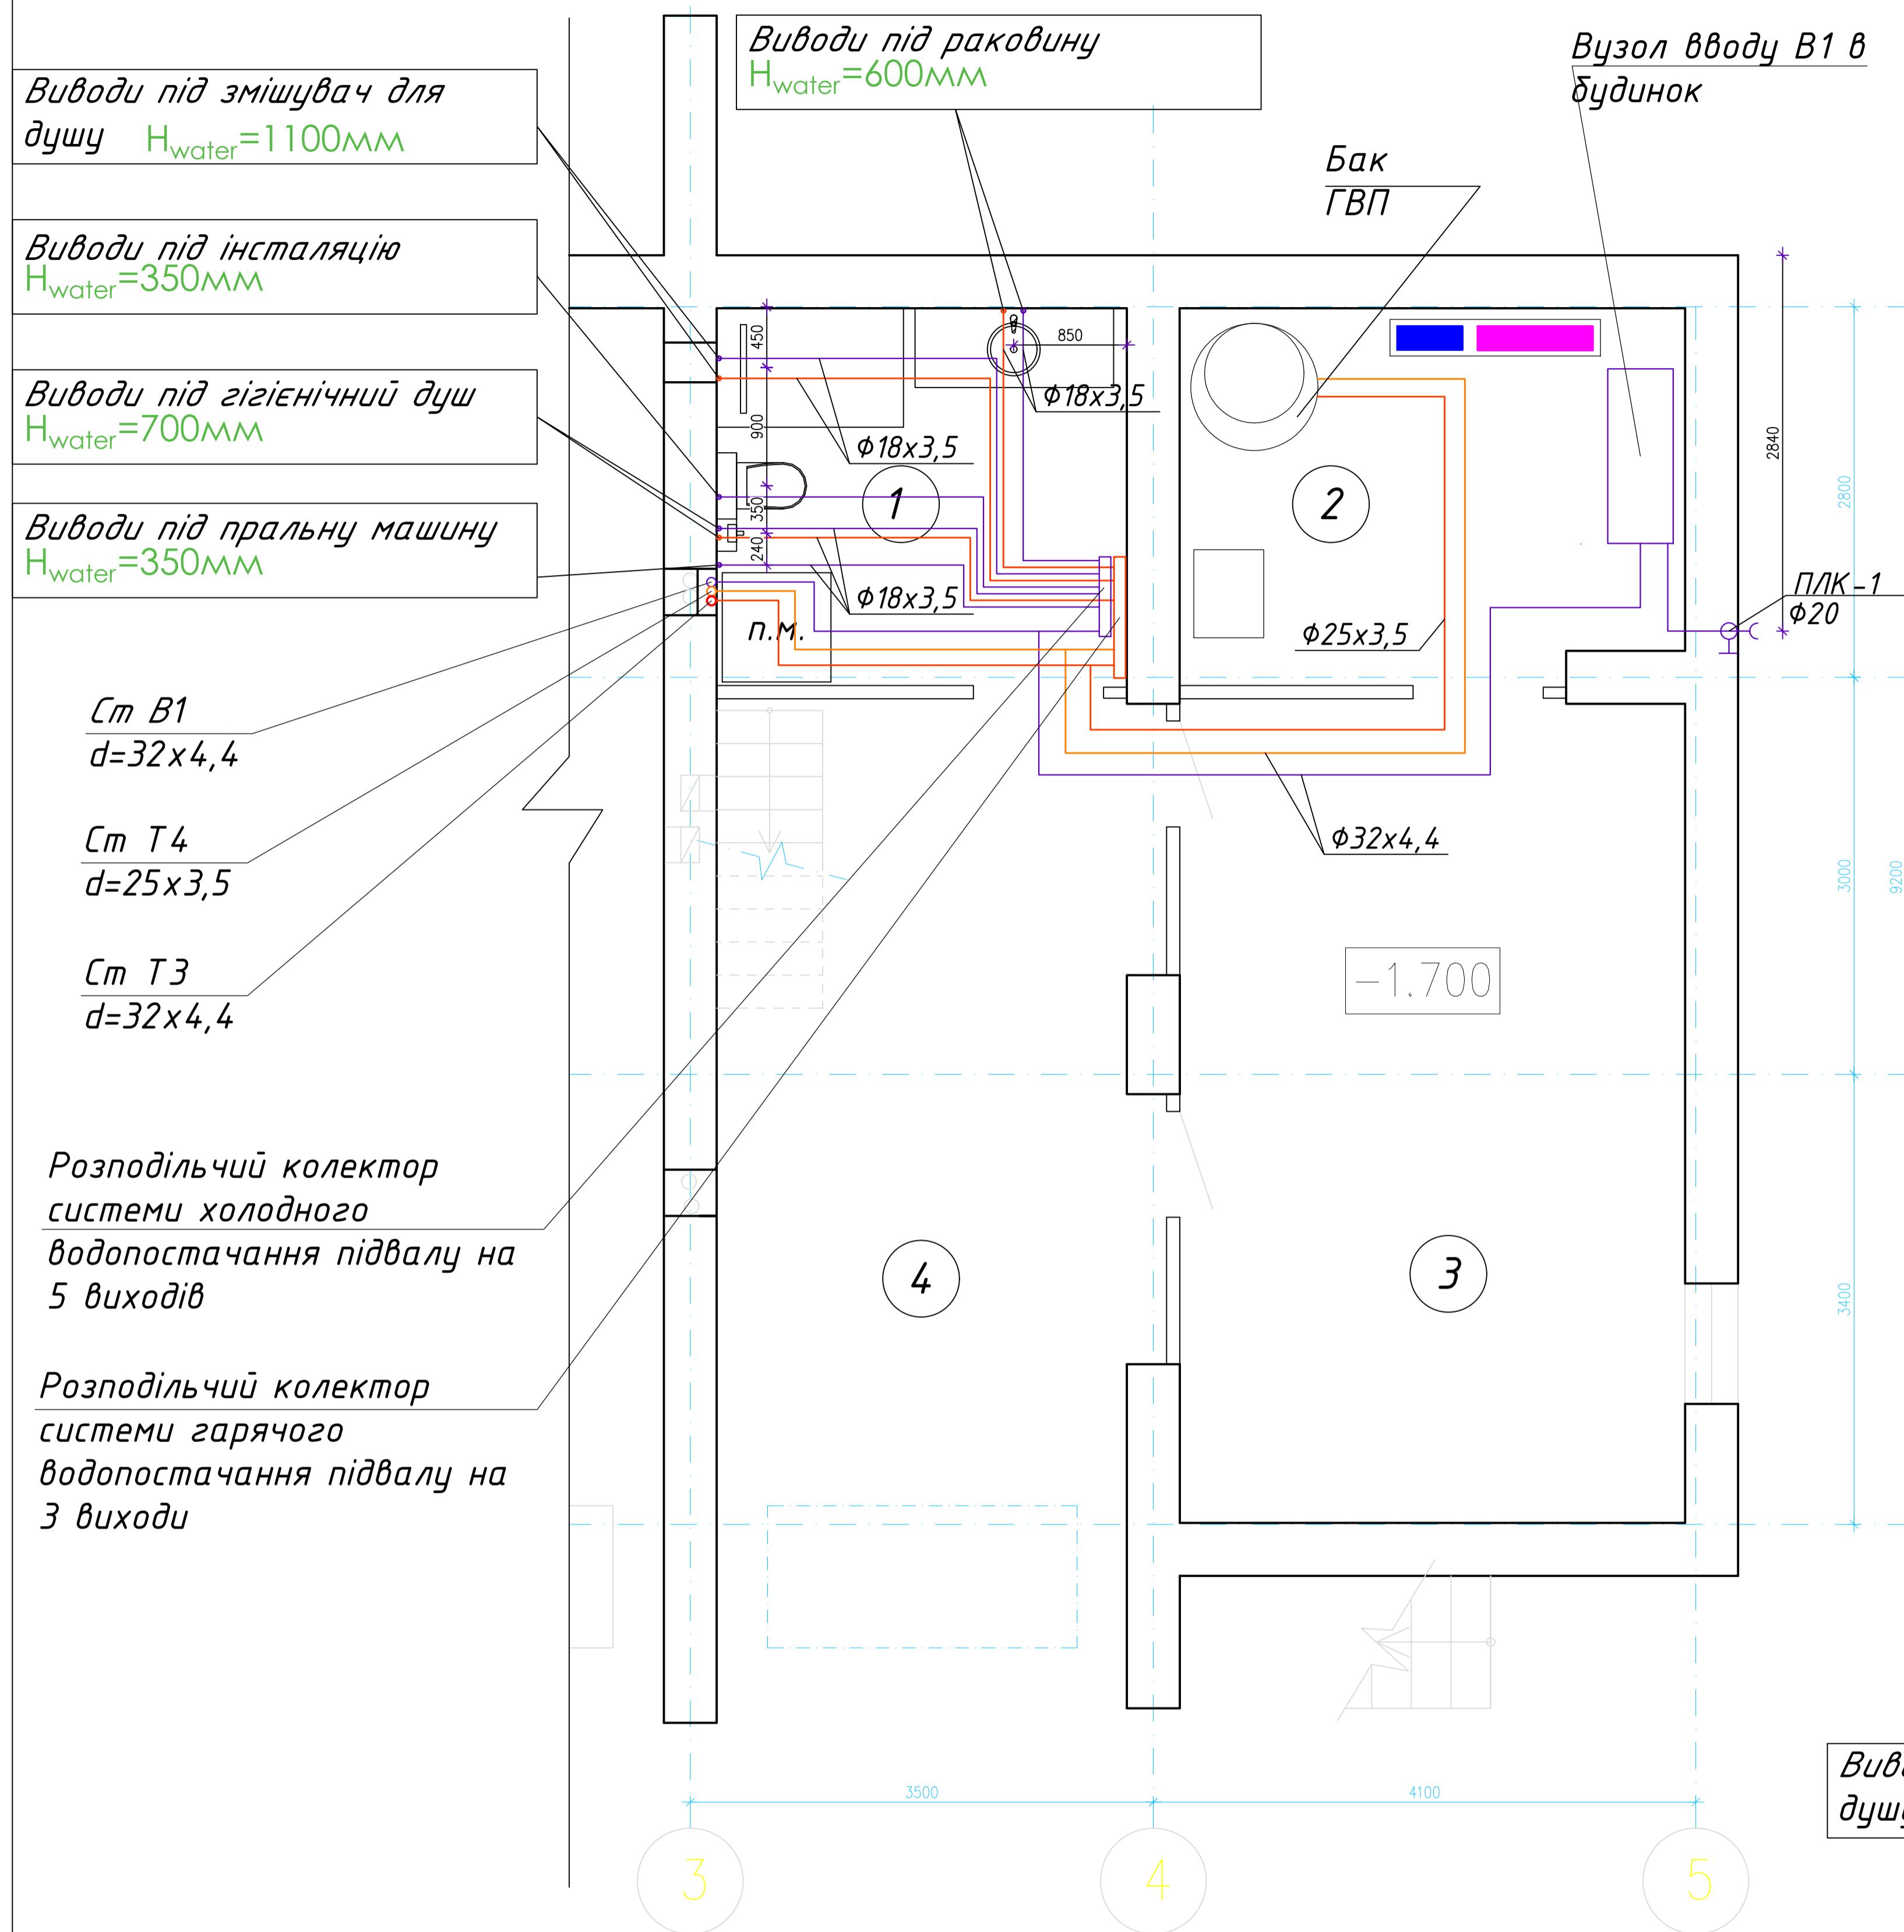 Виводи під раковину
Hwater=600мм
Вузол вводу В1 в
будинок
Виводи під змішувач для
душу Hwater=1100мм
Бак
ГВП
Виводи під інсталяцію
Hwater=350мм
Виводи під гігієнічний душ
Hwater=700мм
Виводи під пральну машину
Hwater=350мм
450
850
ф18х3,5
900
ф18х3,5
2840
2800
350
1
2
240
ф18х3,5
п.м.
ф25х3,5
ПЛК-1
ф20
Ст В1
d=32х4,4
Ст Т4
d=25х3,5
ф32х4,4
3000
9200
Ст Т3
d=32х4,4
-1.700
Розподільчий колектор
системи холодного
водопостачання підвалу на
5 виходів
4
3
3400
Розподільчий колектор
системи гарячого
водопостачання підвалу на
3 виходи
3500
4100
3
4
5